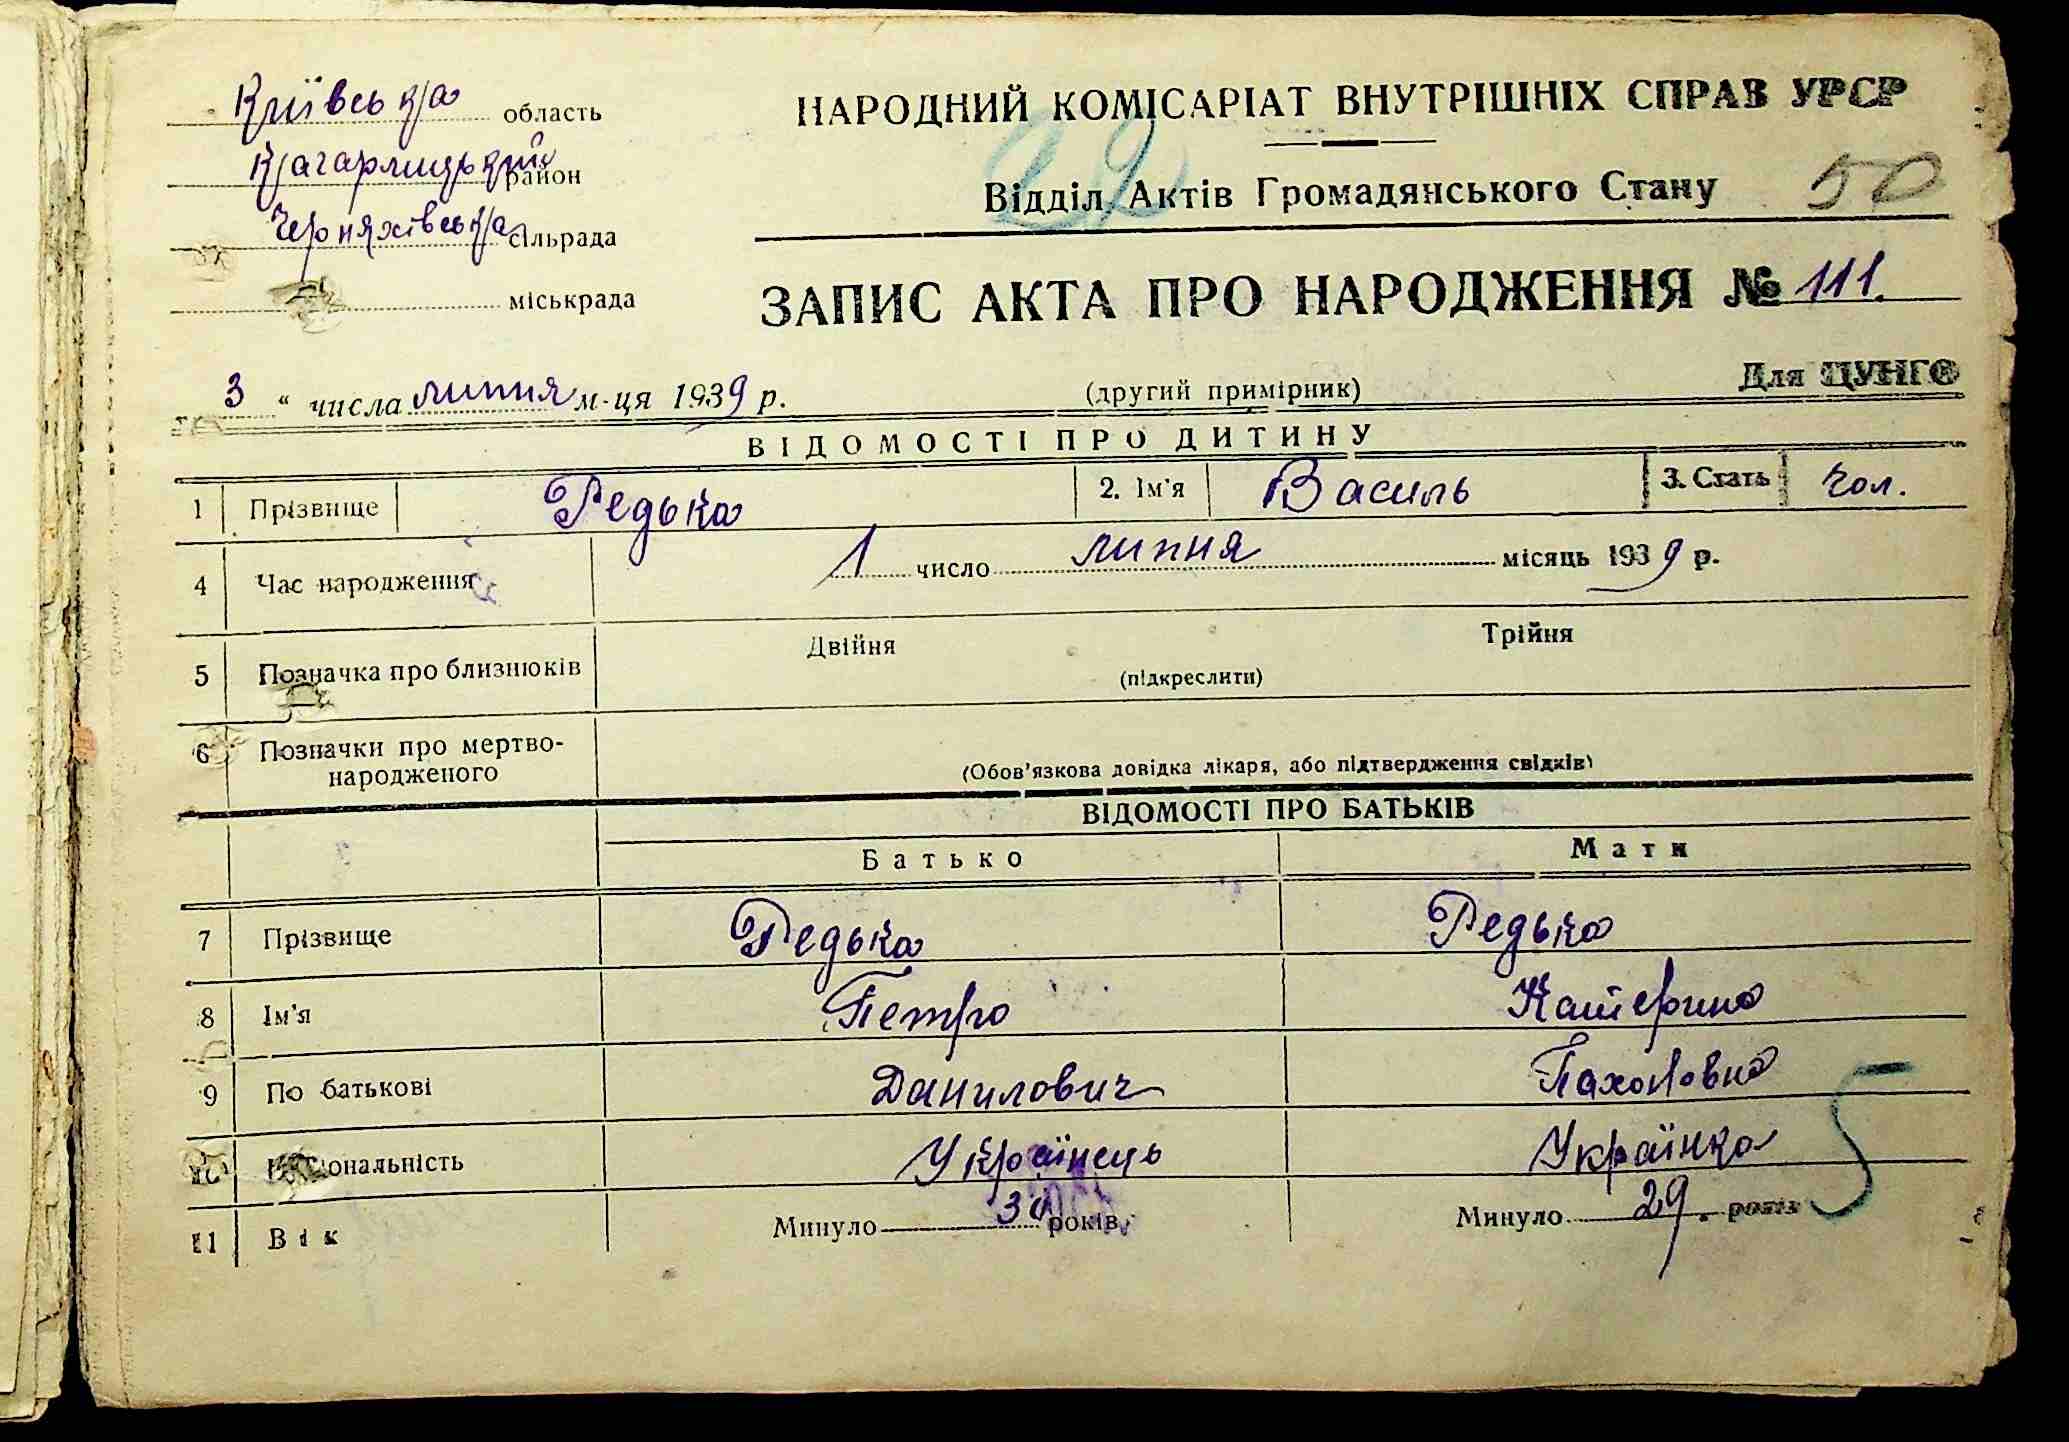 Київська область
Кагарлицький район
Черняхівська сільрада
міськрада
НАРОДНИЙ КОМІСАРІАТ ВНУТРІШНІХ СПРАВ УРСР
22
Відділ Актів Громадянського Стану
50
ЗАПИС АКТА ПРО НАРОДЖЕННЯ № 111.
3 " числа липня м-ця 1939 р.
(другий примірник)
Для ЦУНГО
ВІДОМОСТІ ПРО ДИТИНУ
1 Прізвище Редька 2. Ім'я Василь 3. Стать чол.
4 Час народження 1 число липня місяць 1939 р.
5 Позначка про близнюків Двійня Трійня
(підкреслити)
6 Позначки про мертво-
народженого
(Обов'язкова довідка лікаря, або підтвердження свідків)
ВІДОМОСТІ ПРО БАТЬКІВ
Батько Мати
7 Прізвище Редька Редька
8 Ім'я Петро Катерина
9 По батькові Данилович
10 Національність Українець Українка
5
11 Вік Минуло років Минуло 29. років